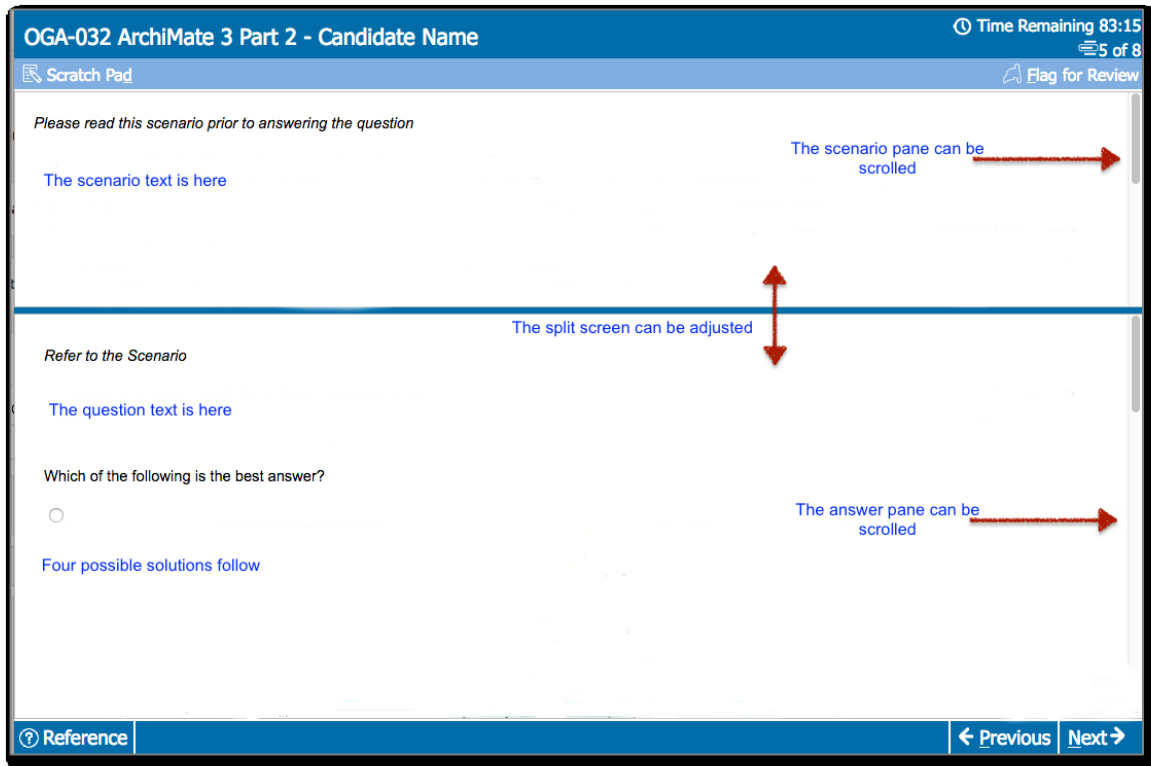 OGA-032 ArchiMate 3 Part 2 - Candidate Name
Time Remaining 83:15
5 of 8
Scratch Pad
Flag for Review
Please read this scenario prior to answering the question
The scenario pane can be
scrolled
The scenario text is here
The split screen can be adjusted
Refer to the Scenario
The question text is here
Which of the following is the best answer?
The answer pane can be
scrolled
Four possible solutions follow
? Reference
Previous
Next